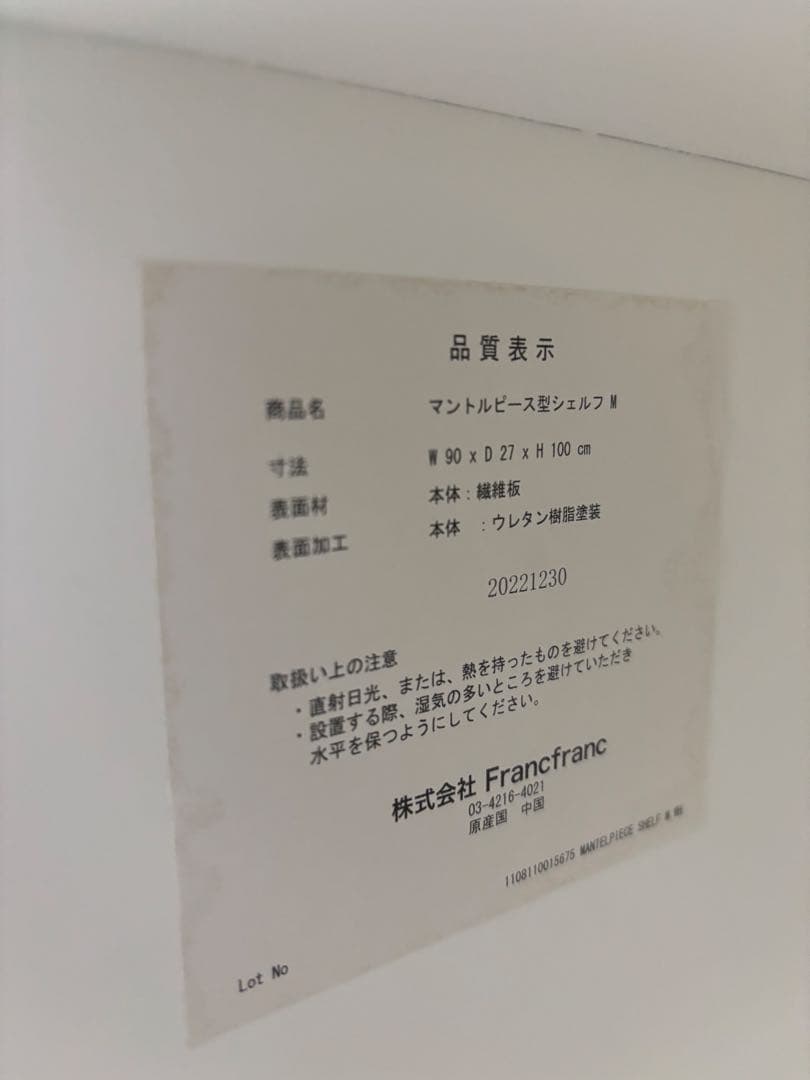 品質表示
商品名 マントルピース型シェルフ M
寸法 W 90 x D 27 x H 100 cm
表面材 本体：繊維板
表面加工 本体 ：ウレタン樹脂塗装
20221230
取扱い上の注意
・直射日光、または、熱を持ったものを避けてください。
・設置する際、湿気の多いところを避けていただき
水平を保つようにしてください。
株式会社 Francfranc
03-4216-4021
原産国 中国
1108110015675 MANTELPIECE SHELF M
Lot No